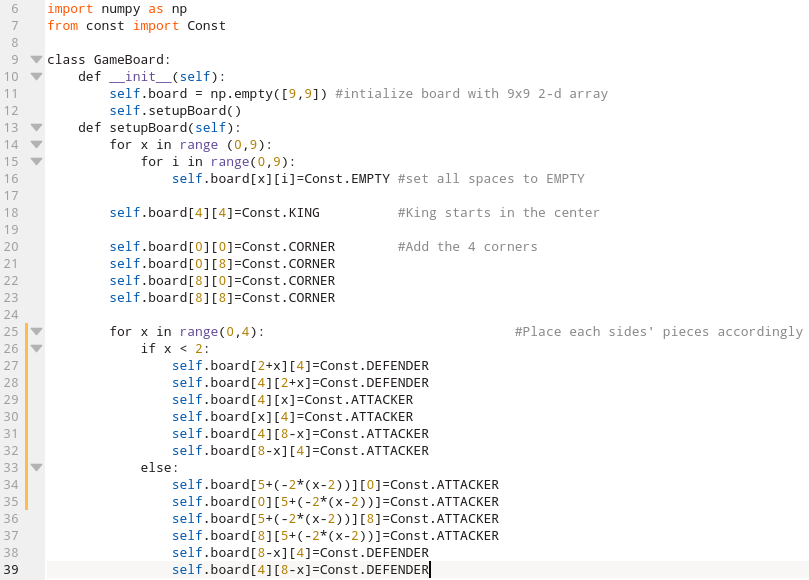 6 import numpy as np
7 from const import Const
8
9 class GameBoard:
10     def __init__(self):
11         self.board = np.empty([9,9]) #intialize board with 9x9 2-d array
12         self.setupBoard()
13     def setupBoard(self):
14         for x in range (0,9):
15             for i in range(0,9):
16                 self.board[x][i]=Const.EMPTY #set all spaces to EMPTY
17
18         self.board[4][4]=Const.KING          #King starts in the center
19
20         self.board[0][0]=Const.CORNER        #Add the 4 corners
21         self.board[0][8]=Const.CORNER
22         self.board[8][0]=Const.CORNER
23         self.board[8][8]=Const.CORNER
24
25         for x in range(0,4):                                #Place each sides' pieces accordingly
26             if x < 2:
27                 self.board[2+x][4]=Const.DEFENDER
28                 self.board[4][2+x]=Const.DEFENDER
29                 self.board[4][x]=Const.ATTACKER
30                 self.board[x][4]=Const.ATTACKER
31                 self.board[4][8-x]=Const.ATTACKER
32                 self.board[8-x][4]=Const.ATTACKER
33             else:
34                 self.board[5+(-2*(x-2))][0]=Const.ATTACKER
35                 self.board[0][5+(-2*(x-2))]=Const.ATTACKER
36                 self.board[5+(-2*(x-2))][8]=Const.ATTACKER
37                 self.board[8][5+(-2*(x-2))]=Const.ATTACKER
38                 self.board[8-x][4]=Const.DEFENDER
39                 self.board[4][8-x]=Const.DEFENDER